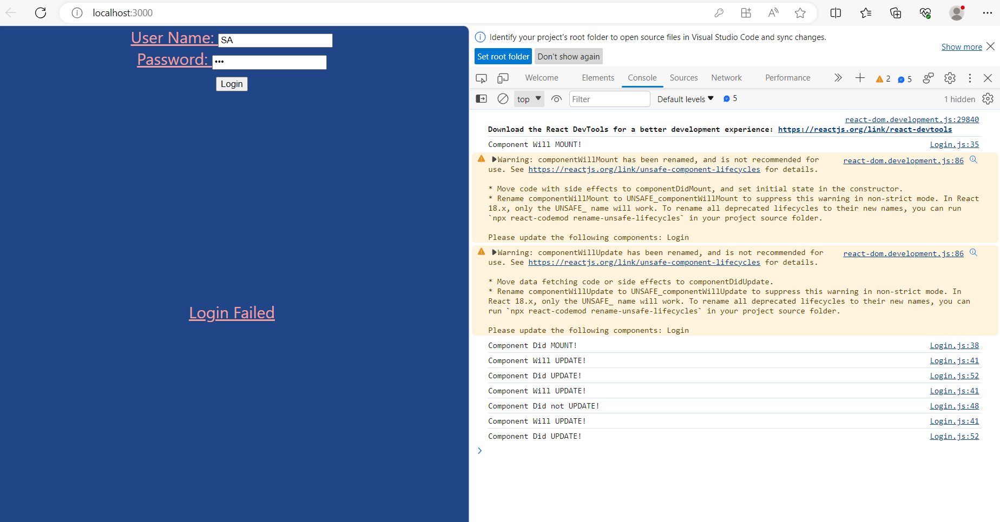 localhost:3000
User Name: SA
Password: •••
Login
Login Failed
Identify your project's root folder to open source files in Visual Studio Code and sync changes.
Show more
Set root folder
Don't show again
Welcome Elements Console Sources Network Performance 2 5
top Filter Default levels 5 1 hidden
react-dom.development.js:29840
Download the React DevTools for a better development experience: https://reactjs.org/link/react-devtools
Component Will MOUNT! Login.js:35
Warning: componentWillMount has been renamed, and is not recommended for react-dom.development.js:86
use. See https://reactjs.org/link/unsafe-component-lifecycles for details.
* Move code with side effects to componentDidMount, and set initial state in the constructor.
* Rename componentWillMount to UNSAFE_componentWillMount to suppress this warning in non-strict mode. In React
18.x, only the UNSAFE_ name will work. To rename all deprecated lifecycles to their new names, you can run
`npx react-codemod rename-unsafe-lifecycles` in your project source folder.
Please update the following components: Login
Warning: componentWillUpdate has been renamed, and is not recommended for react-dom.development.js:86
use. See https://reactjs.org/link/unsafe-component-lifecycles for details.
* Move data fetching code or side effects to componentDidUpdate.
* Rename componentWillUpdate to UNSAFE_componentWillUpdate to suppress this warning in non-strict mode. In
React 18.x, only the UNSAFE_ name will work. To rename all deprecated lifecycles to their new names, you can
run `npx react-codemod rename-unsafe-lifecycles` in your project source folder.
Please update the following components: Login
Component Did MOUNT! Login.js:38
Component Will UPDATE! Login.js:41
Component Did UPDATE! Login.js:52
Component Will UPDATE! Login.js:41
Component Did not UPDATE! Login.js:48
Component Will UPDATE! Login.js:41
Component Did UPDATE! Login.js:52